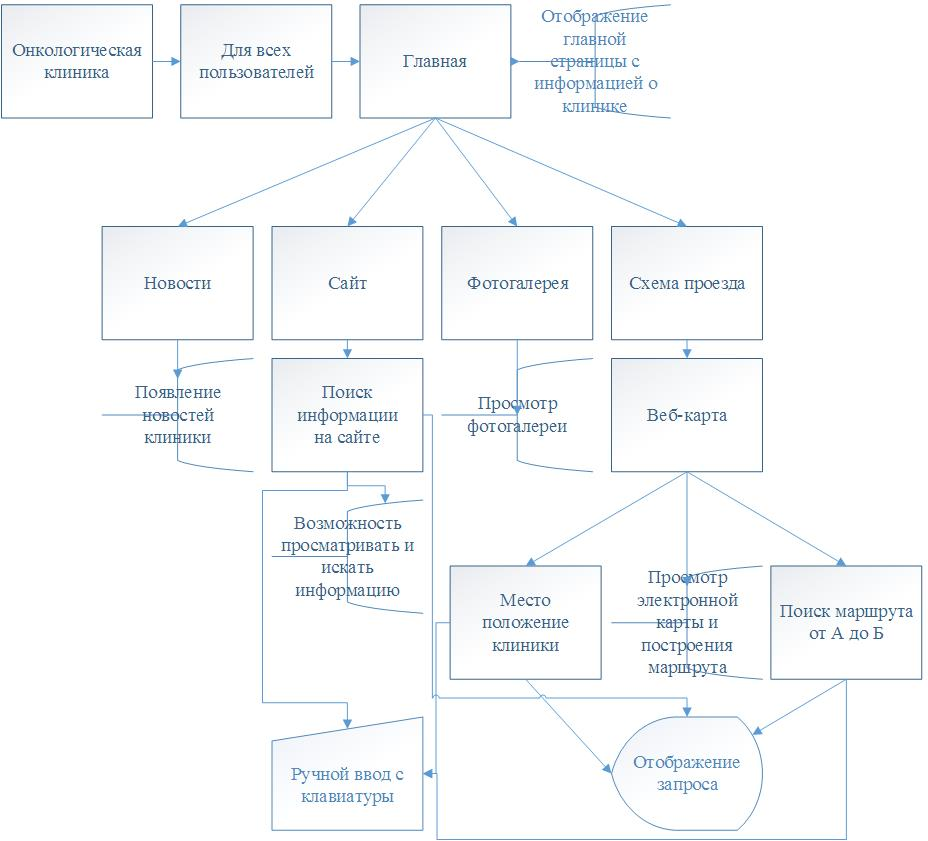 Онкологическая
клиника
Для всех
пользователей
Главная
Отображение
главной
страницы с
информацией о
клинике
Новости
Сайт
Фотогалерея
Схема проезда
Появление
новостей
клиники
Поиск
информации
на сайте
Просмотр
фотогалереи
Веб-карта
Возможность
просматривать и
искать
информацию
Место
положение
клиники
Просмотр
электронной
карты и
построения
маршрута
Поиск маршрута
от А до Б
Ручной ввод с
клавиатуры
Отображение
запроса